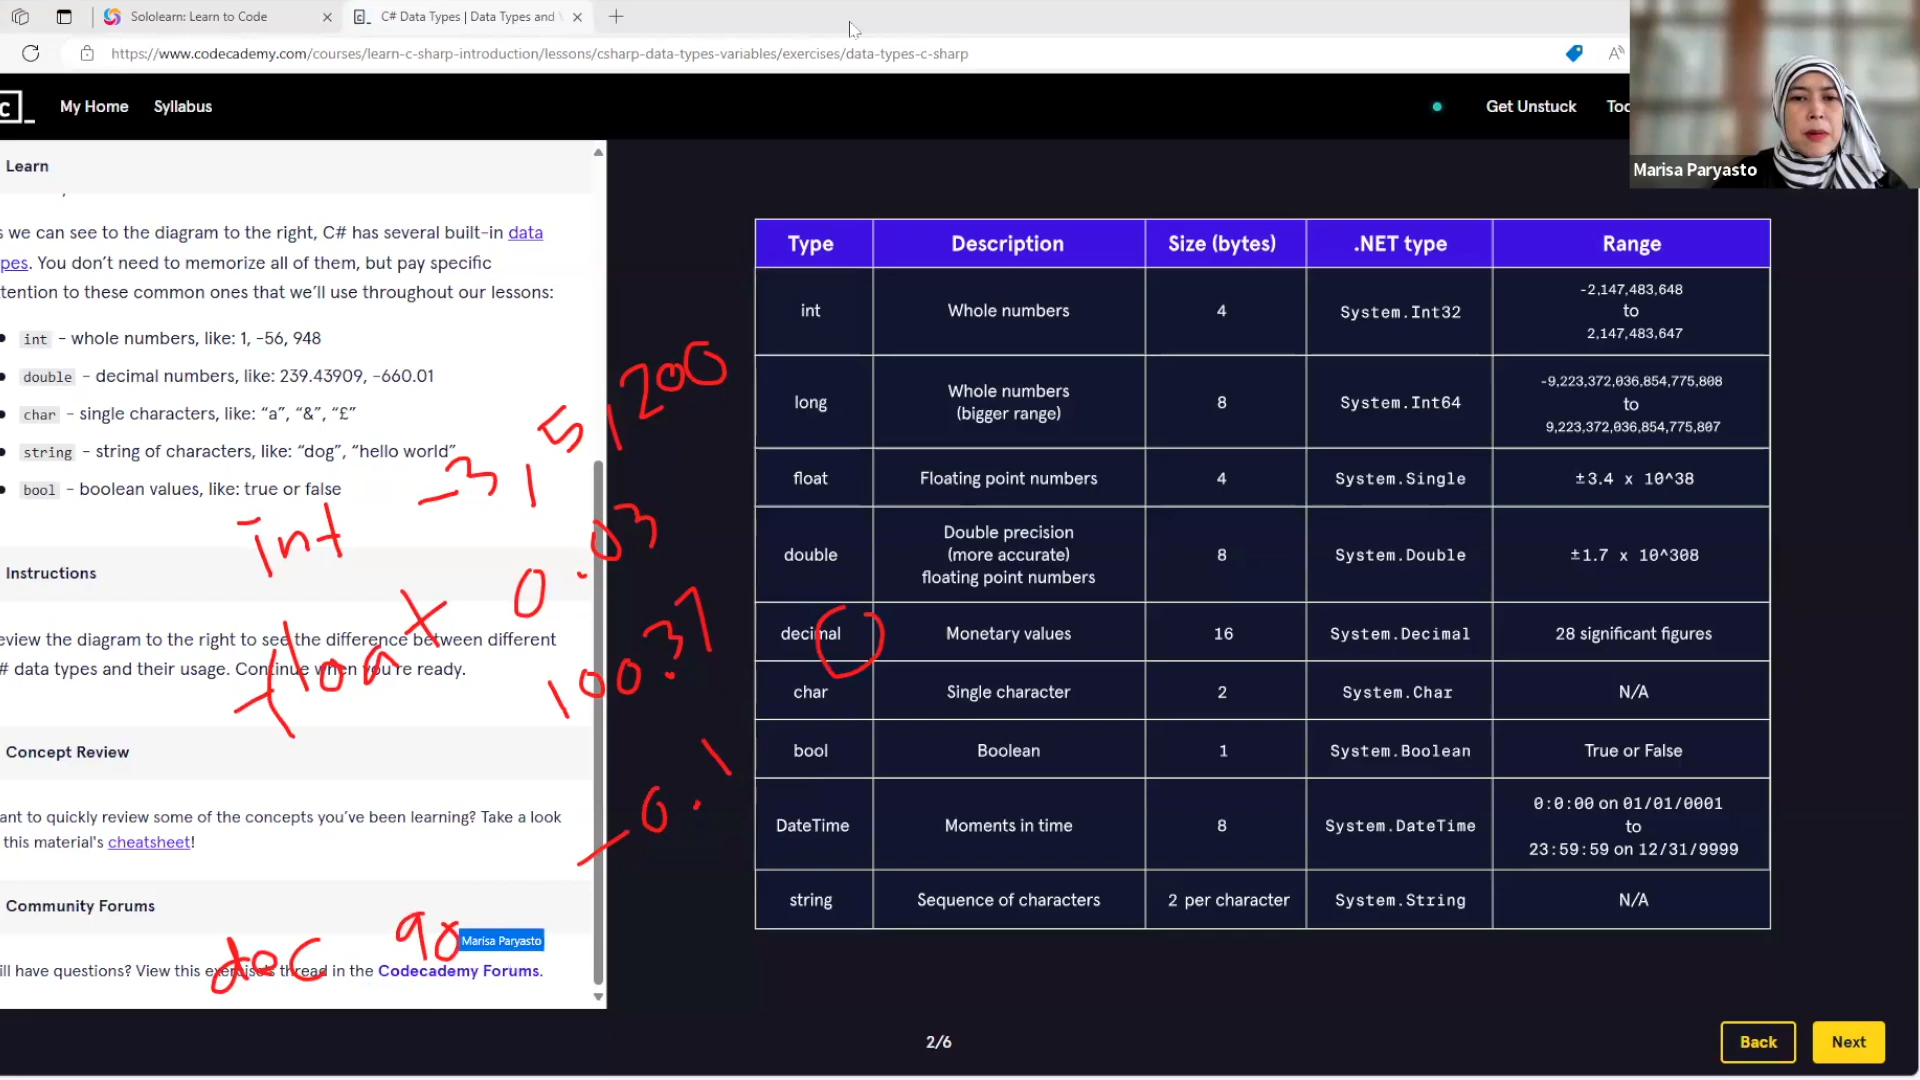 Sololearn: Learn to Code
C# Data Types | Data Types and
https://www.codecademy.com/courses/learn-c-sharp-introduction/lessons/csharp-data-types-variables/exercises/data-types-c-sharp
My Home
Syllabus
Get Unstuck
Too
Marisa Paryasto
Learn
s we can see to the diagram to the right, C# has several built-in data
pes. You don't need to memorize all of them, but pay specific
tention to these common ones that we'll use throughout our lessons:
int – whole numbers, like: 1, -56, 948
double – decimal numbers, like: 239.43909, -660.01
char – single characters, like: “a”, “&”, “£”
string – string of characters, like: “dog”, “hello world”
bool – boolean values, like: true or false
int -3, 5, 200
Instructions
float 0.03
eview the diagram to the right to see the difference between different
# data types and their usage. Continue when you're ready.
100.37
Concept Review
-0.1
ant to quickly review some of the concepts you've been learning? Take a look
this material's cheatsheet!
Community Forums
dec 90
Marisa Paryasto
ill have questions? View this exercise's thread in the Codecademy Forums.
Type Description Size (bytes) .NET type Range
int Whole numbers 4 System.Int32 -2,147,483,648 to 2,147,483,647
long Whole numbers (bigger range) 8 System.Int64 -9,223,372,036,854,775,808 to 9,223,372,036,854,775,807
float Floating point numbers 4 System.Single ±3.4 x 10^38
double Double precision (more accurate) floating point numbers 8 System.Double ±1.7 x 10^308
decimal Monetary values 16 System.Decimal 28 significant figures
char Single character 2 System.Char N/A
bool Boolean 1 System.Boolean True or False
DateTime Moments in time 8 System.DateTime 0:0:00 on 01/01/0001 to 23:59:59 on 12/31/9999
string Sequence of characters 2 per character System.String N/A
2/6
Back
Next